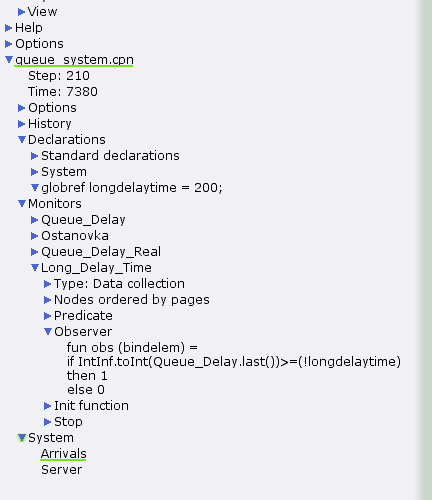 View
Help
Options
queue_system.cpn
Step: 210
Time: 7380
Options
History
Declarations
Standard declarations
System
globref longdelaytime = 200;
Monitors
Queue_Delay
Ostanovka
Queue_Delay_Real
Long_Delay_Time
Type: Data collection
Nodes ordered by pages
Predicate
Observer
fun obs (bindelem) =
if IntInf.toInt(Queue_Delay.last())>=(!longdelaytime)
then 1
else 0
Init function
Stop
System
Arrivals
Server